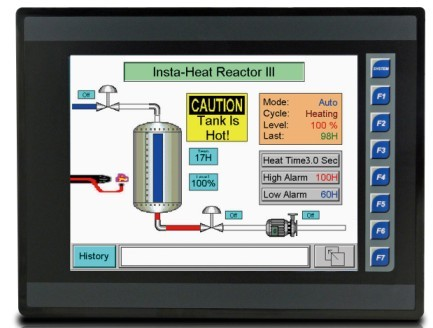 Insta-Heat Reactor III
SYSTEM
Off
F1
CAUTION
Tank Is
Hot!
Mode: Auto
Cycle: Heating
Level: 100 %
Last: 98H
F2
F3
17H
Heat Time3.0 Sec
Level
100%
High Alarm 100H
F4
Low Alarm 60H
F5
Off
Off
F6
History
F7